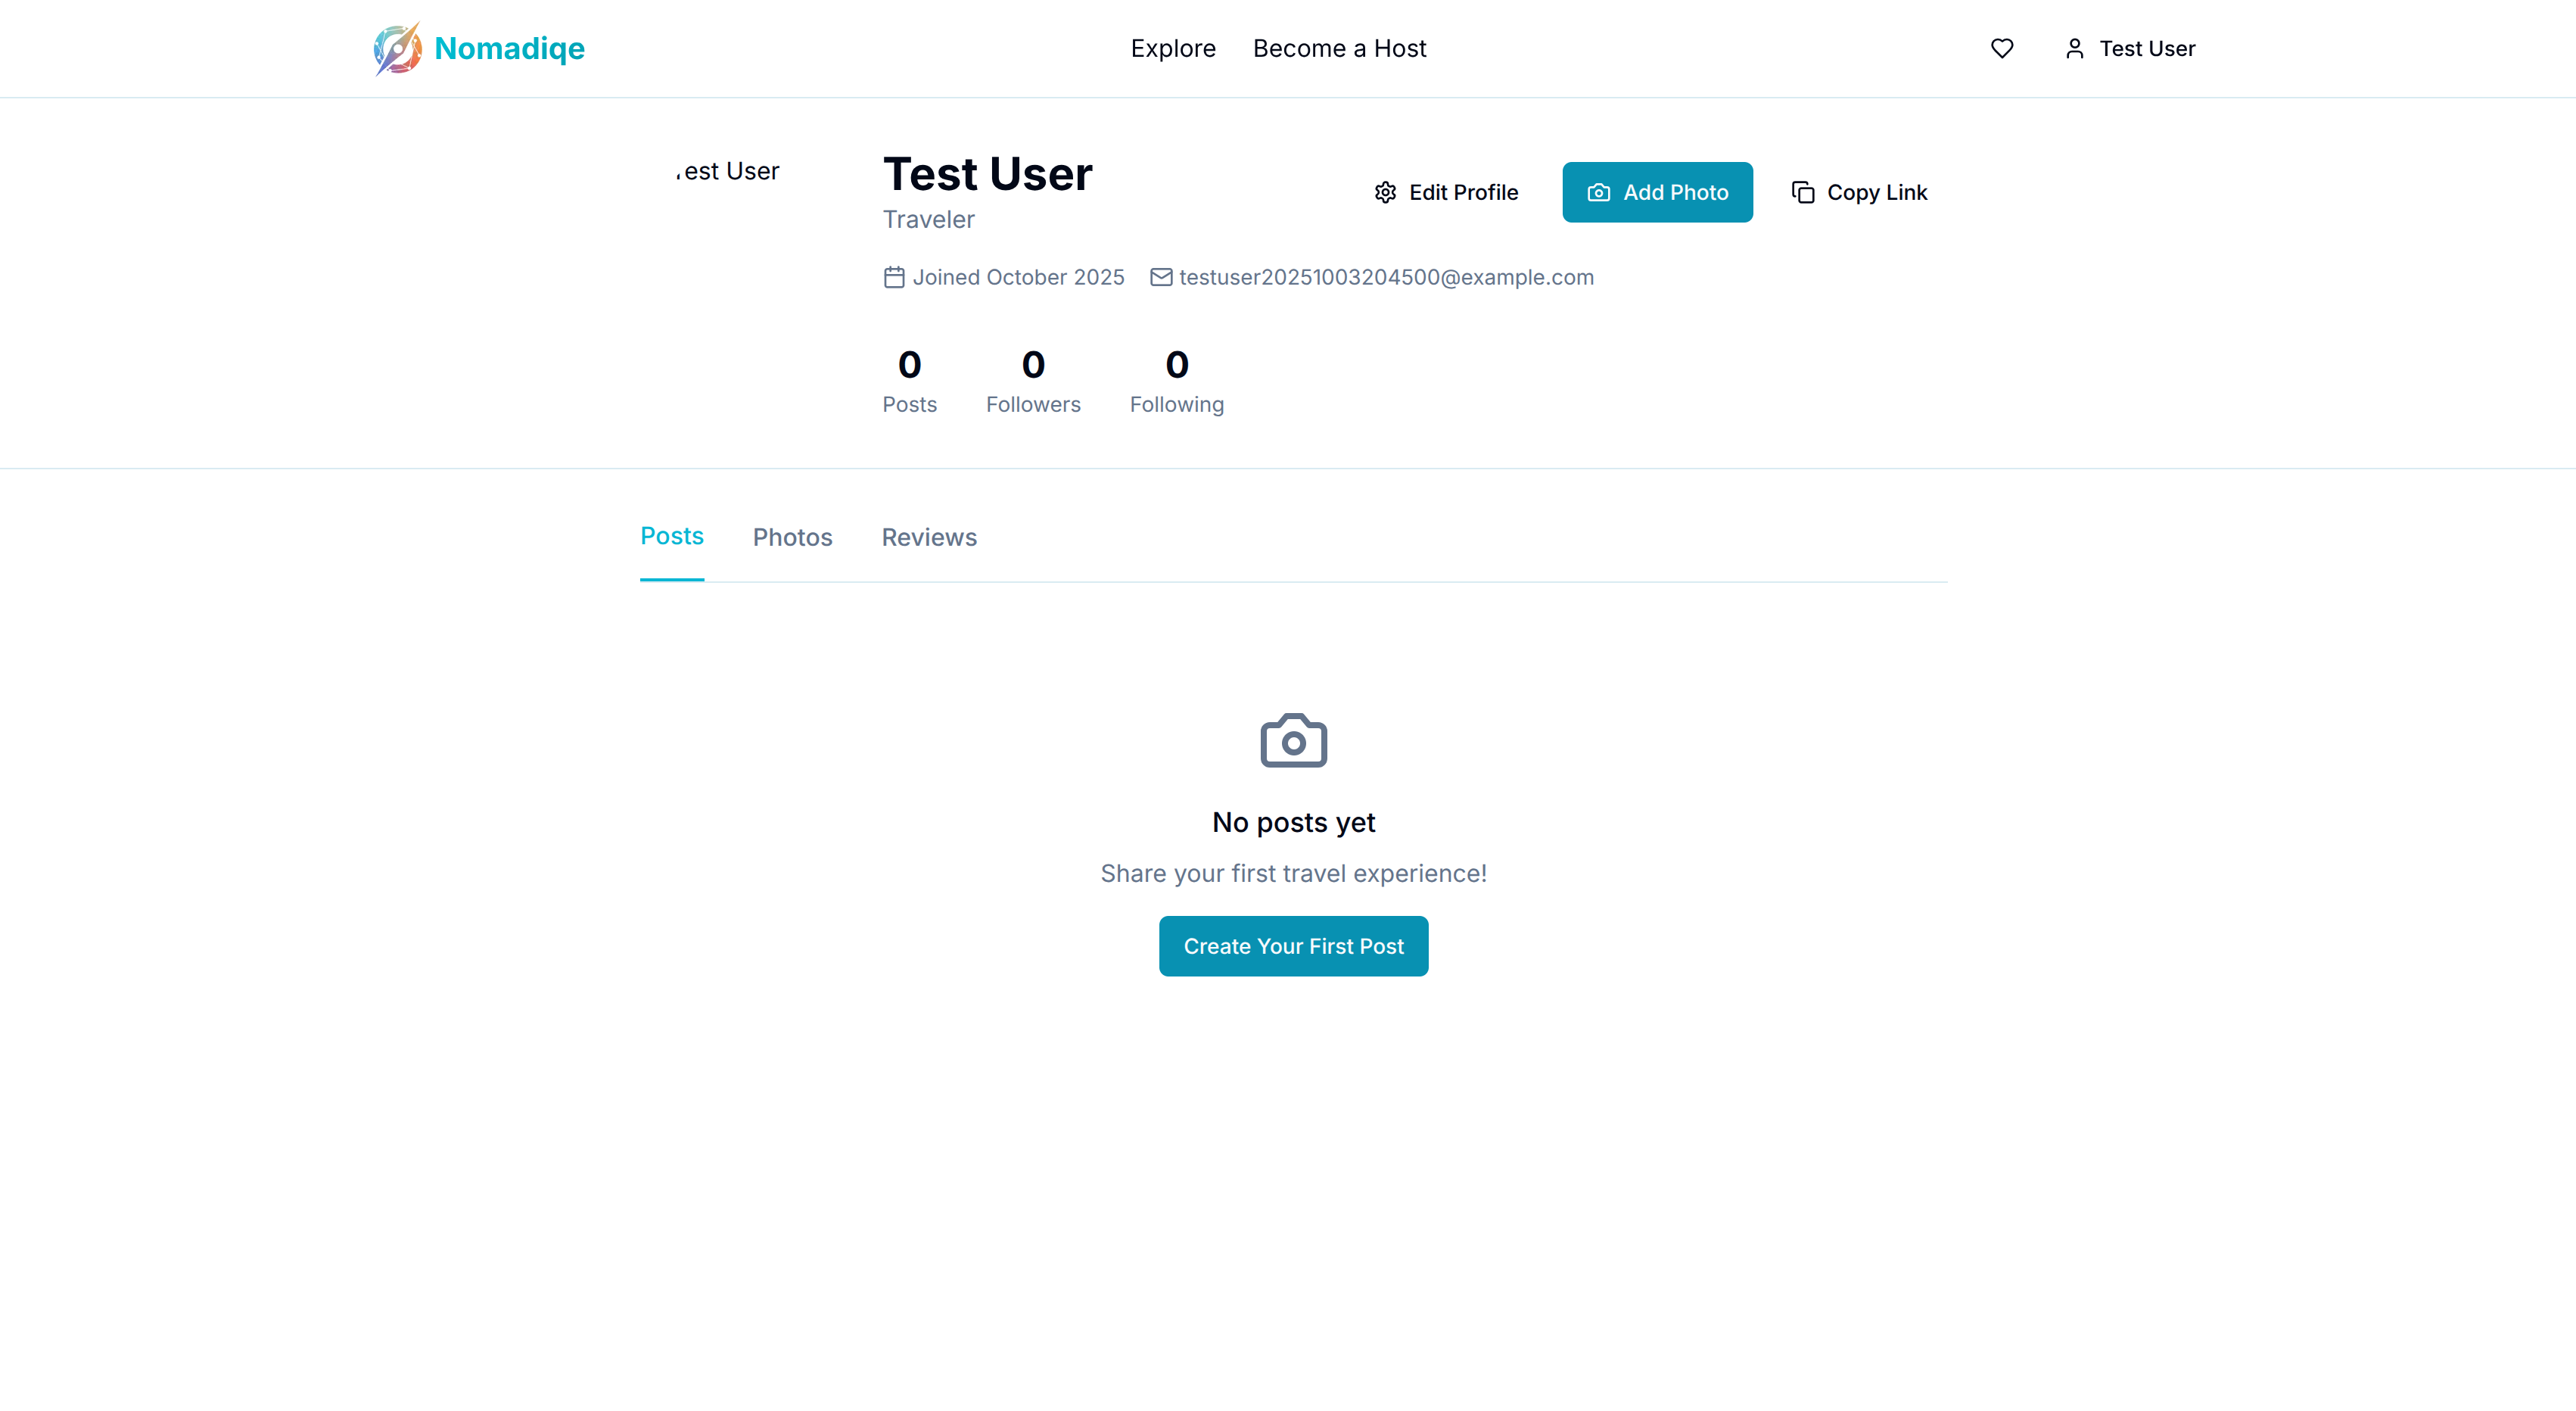 Nomadiqe
Explore Become a Host
Test User
est User
Test User
Traveler
Edit Profile
Add Photo
Copy Link
Joined October 2025 testuser20251003204500@example.com
0 0 0
Posts Followers Following
Posts Photos Reviews
No posts yet
Share your first travel experience!
Create Your First Post